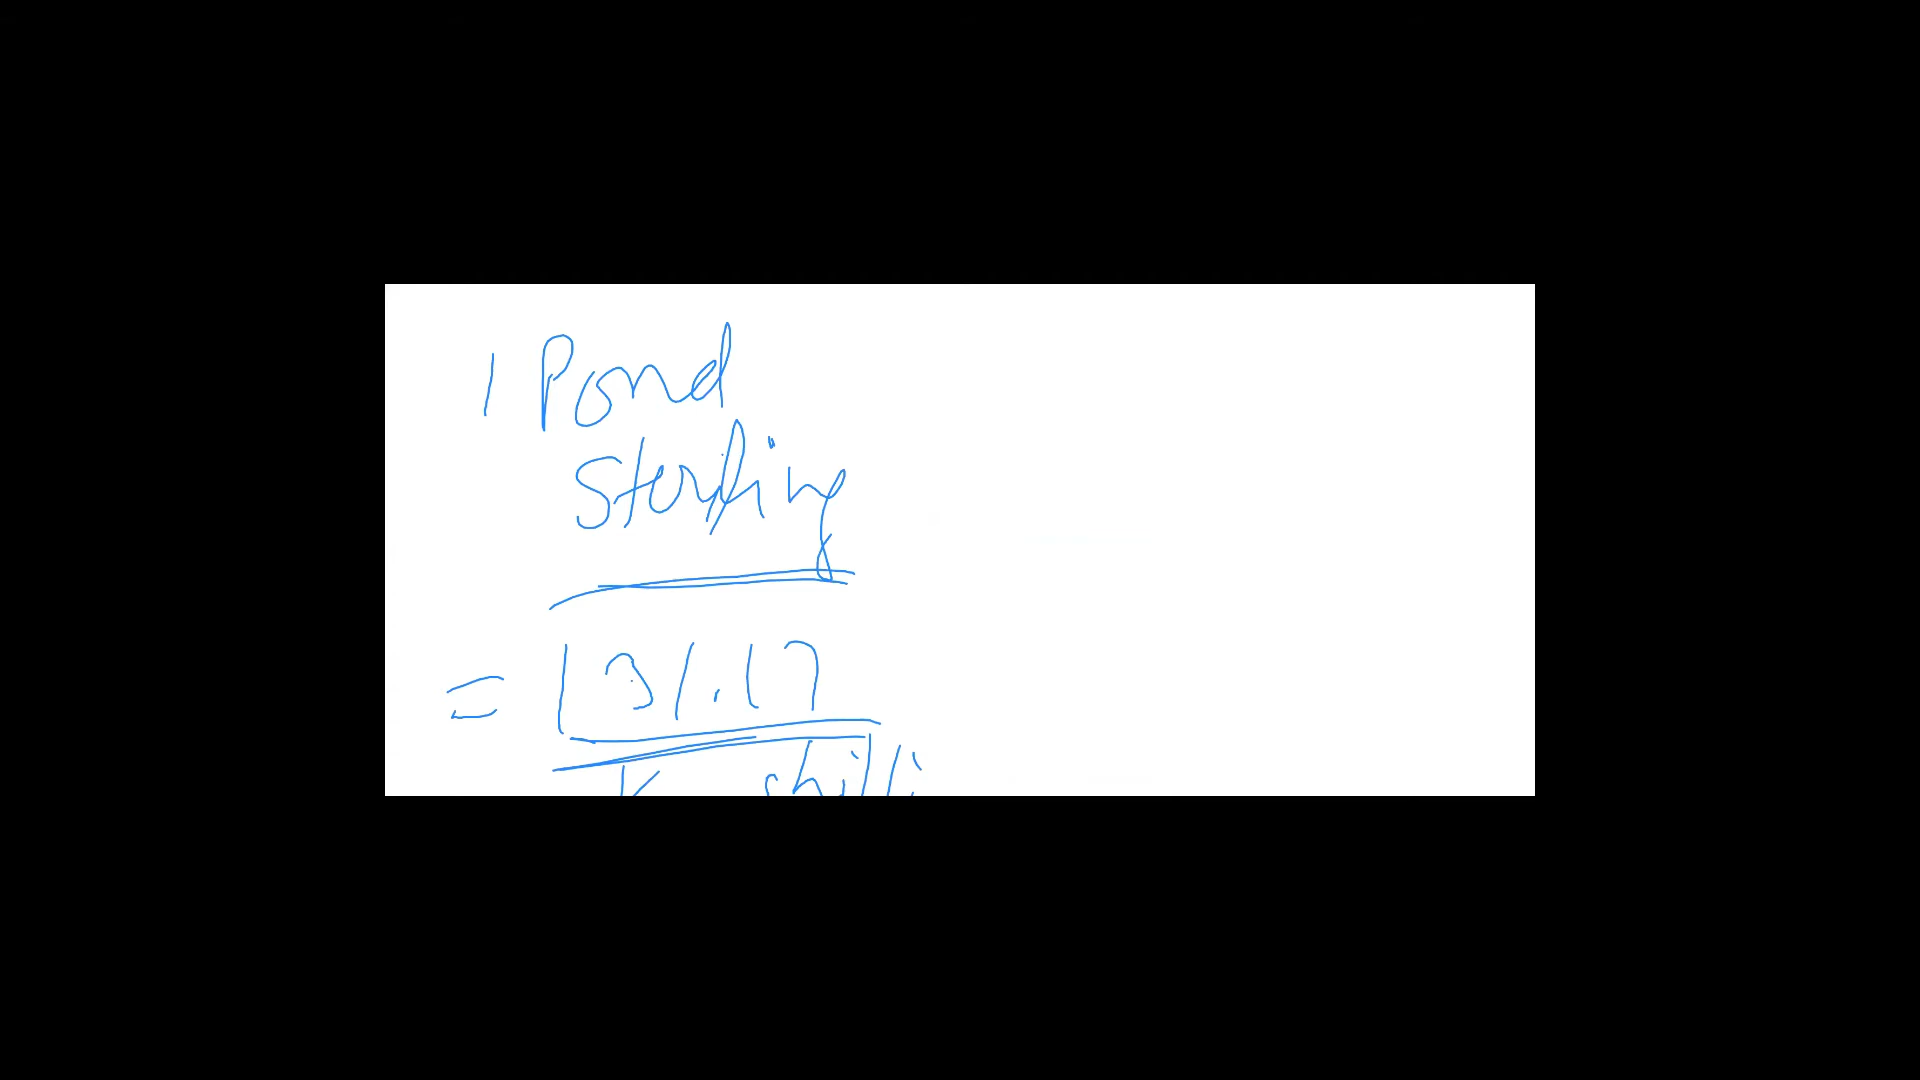 1 Pond
Sterling
= 131.17